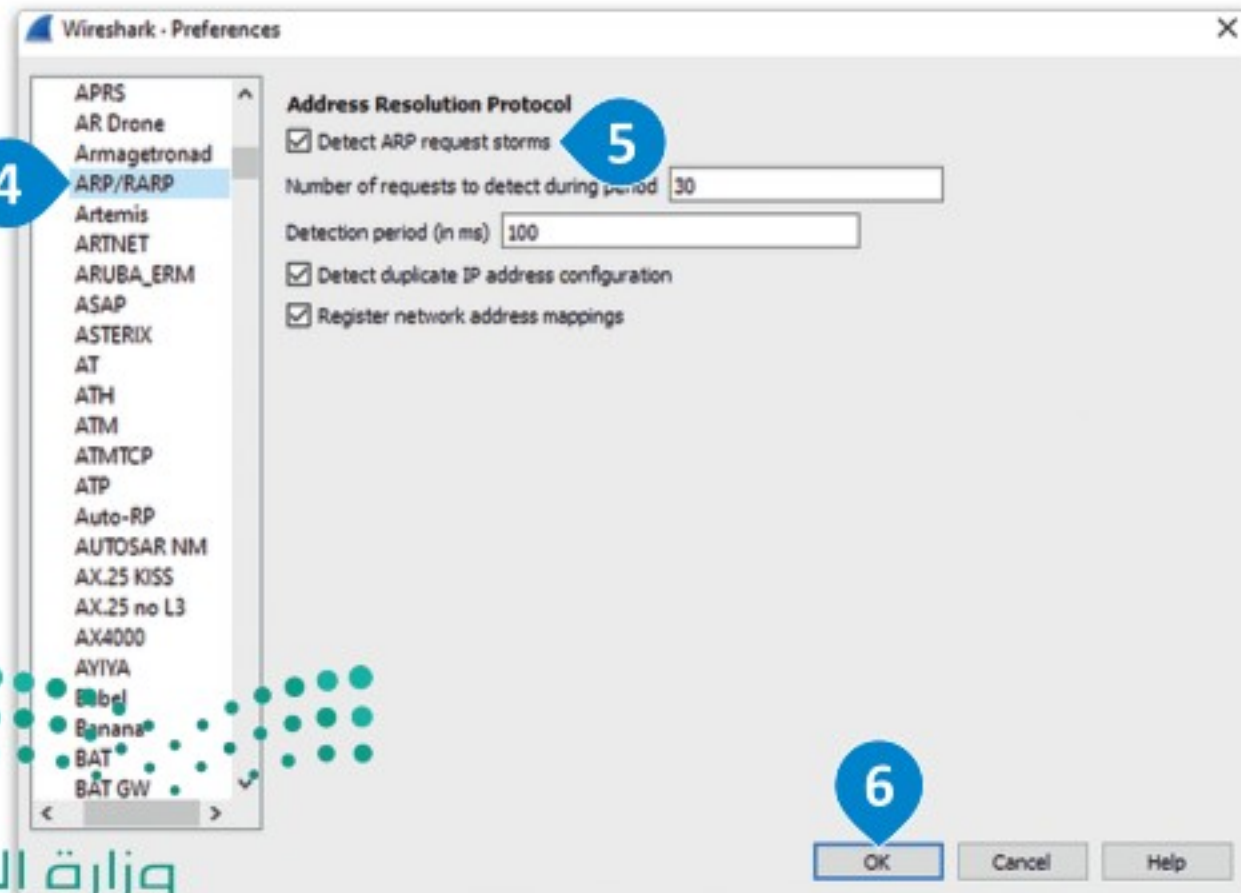 Wireshark · Preferences
APRS
AR Drone
Armagetronad
ARP/RARP
Artemis
ARTNET
ARUBA_ERM
ASAP
ASTERIX
AT
ATH
ATM
ATMTCP
ATP
Auto-RP
AUTOSAR NM
AX.25 KISS
AX.25 no L3
AX4000
AYIYA
Babel
Banana
BAT
BAT GW
4
Address Resolution Protocol
Detect ARP request storms
5
Number of requests to detect during period 30
Detection period (in ms) 100
Detect duplicate IP address configuration
Register network address mappings
6
OK Cancel Help
وزارة